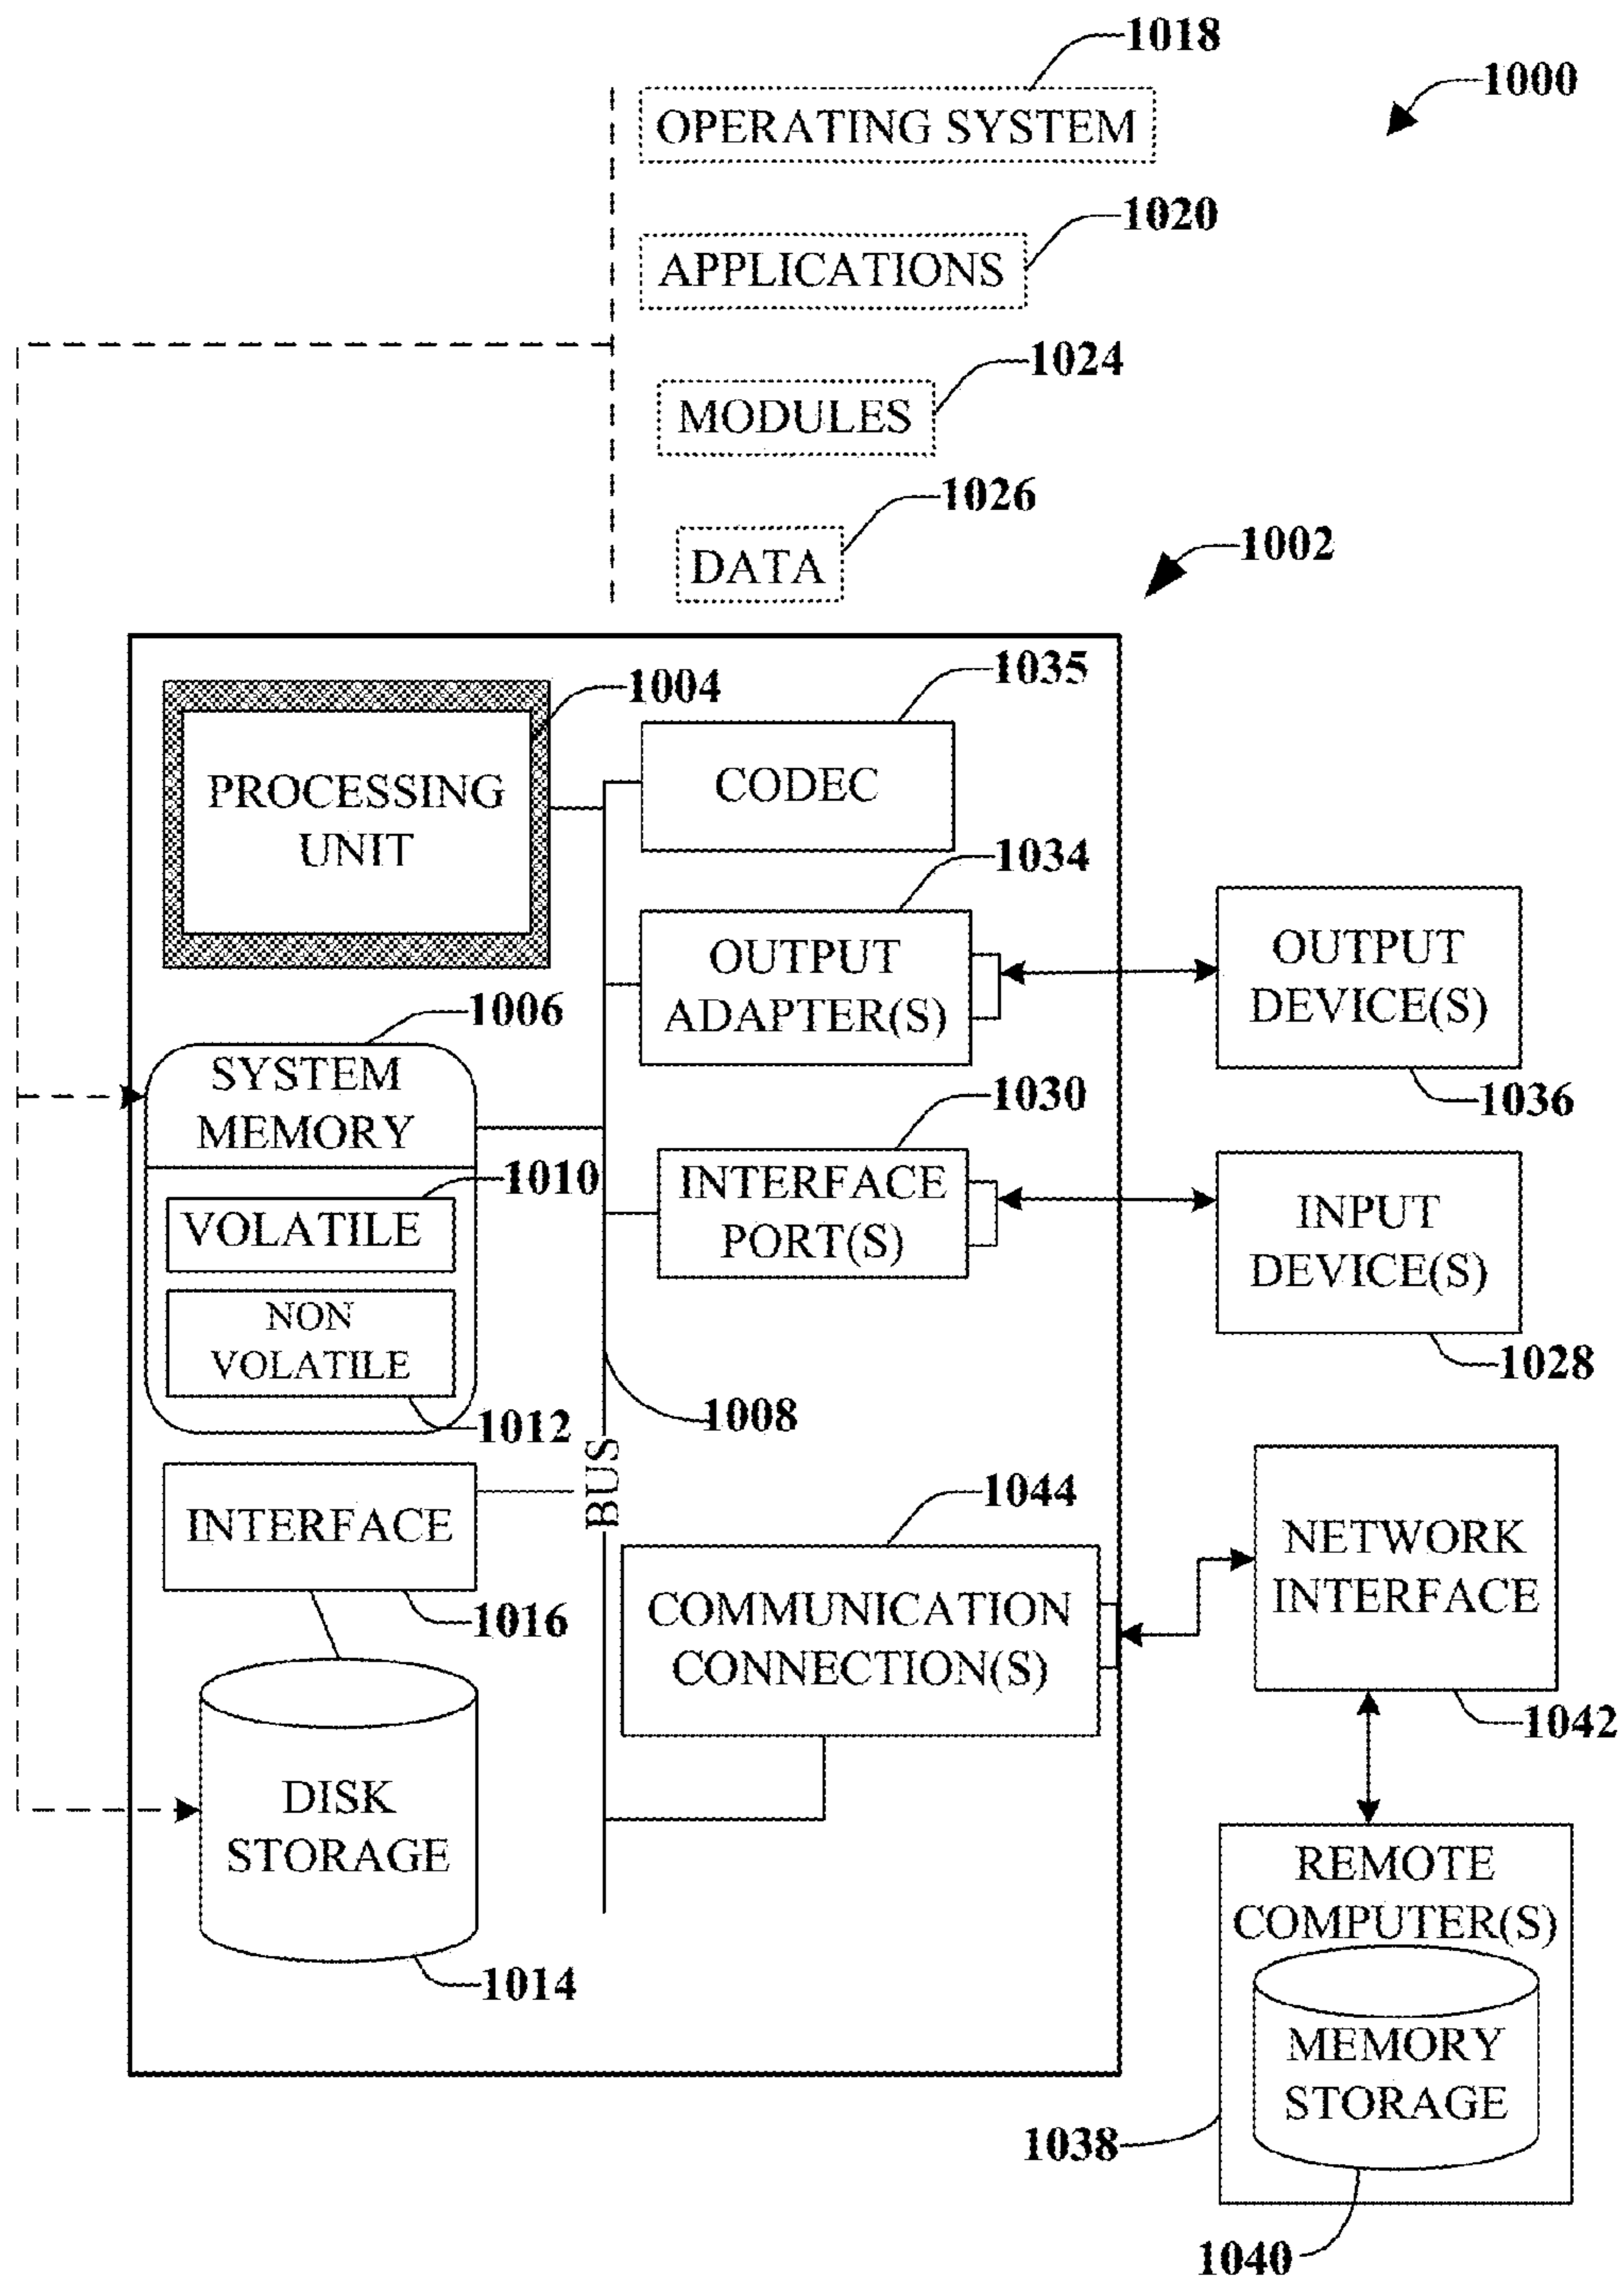 1018
1000
OPERATING SYSTEM
1020
APPLICATIONS
1024
MODULES
1026
DATA
1002
1004
PROCESSING
UNIT
1035
CODEC
1034
OUTPUT
ADAPTER(S)
OUTPUT
DEVICE(S)
1036
1006
SYSTEM
MEMORY
1010
VOLATILE
NON
VOLATILE
1012
1030
INTERFACE
PORT(S)
INPUT
DEVICE(S)
1028
1008
BUS
INTERFACE
1016
1044
COMMUNICATION
CONNECTION(S)
NETWORK
INTERFACE
1042
DISK
STORAGE
1014
REMOTE
COMPUTER(S)
MEMORY
STORAGE
1038
1040